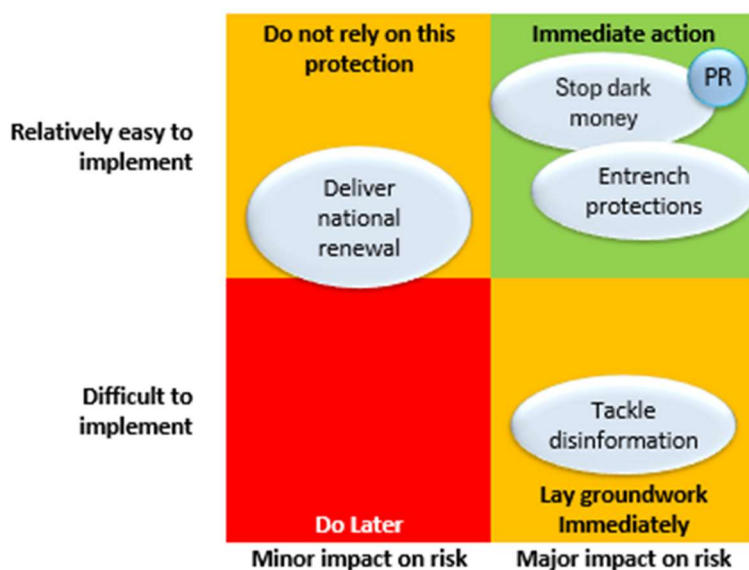 Do not rely on this
protection
Immediate action
PR
Stop dark
money
Relatively easy to
implement
Entrench
protections
Deliver
national
renewal
Difficult to
implement
Tackle
disinformation
Lay groundwork
Immediately
Do Later
Minor impact on risk
Major impact on risk